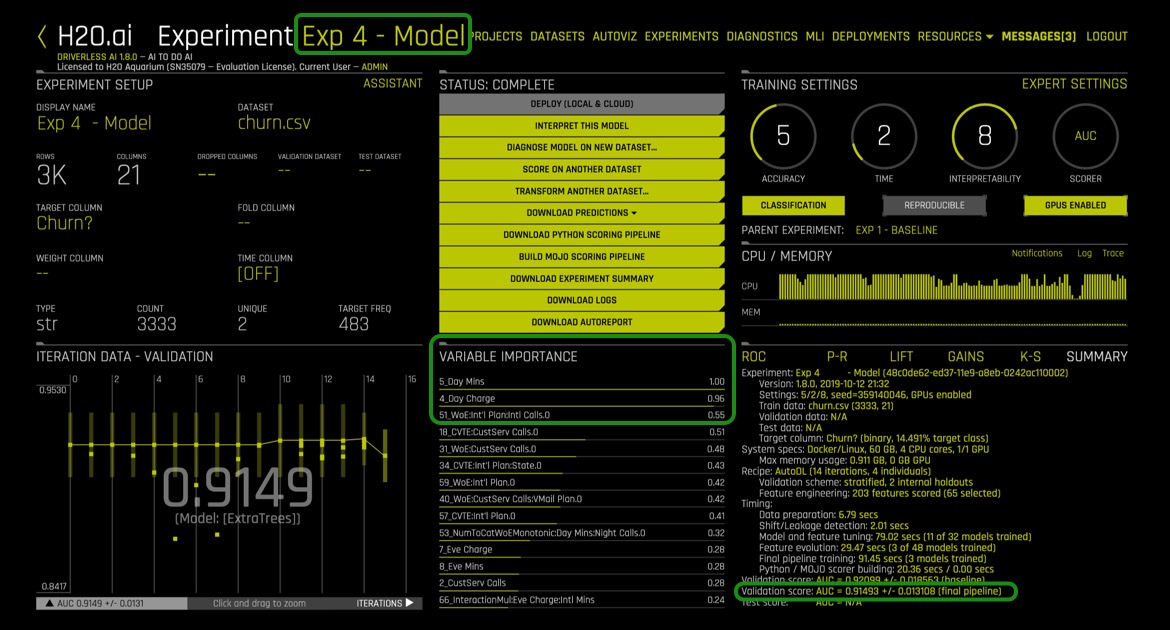 H2O.ai Experiment Exp 4 - Model PROJECTS DATASETS AUTOVIZ EXPERIMENTS DIAGNOSTICS MLI DEPLOYMENTS RESOURCES MESSAGES[3] LOGOUT
DRIVERLESS AI 1.8.0 – AI TO DO AI
Licensed to H2O Aquarium (SN35079 – Evaluation License), Current User – ADMIN
EXPERIMENT SETUP ASSISTANT
DISPLAY NAME DATASET
Exp 4 - Model churn.csv
ROWS COLUMNS DROPPED COLUMNS VALIDATION DATASET TEST DATASET
3K 21 -- -- --
TARGET COLUMN FOLD COLUMN
Churn? --
WEIGHT COLUMN TIME COLUMN
-- [OFF]
TYPE COUNT UNIQUE TARGET FREQ
str 3333 2 483
STATUS: COMPLETE
DEPLOY (LOCAL & CLOUD)
INTERPRET THIS MODEL
DIAGNOSE MODEL ON NEW DATASET...
SCORE ON ANOTHER DATASET
TRANSFORM ANOTHER DATASET...
DOWNLOAD PREDICTIONS
DOWNLOAD PYTHON SCORING PIPELINE
BUILD MOJO SCORING PIPELINE
DOWNLOAD EXPERIMENT SUMMARY
DOWNLOAD LOGS
DOWNLOAD AUTOREPORT
TRAINING SETTINGS EXPERT SETTINGS
5 2 8 AUC
ACCURACY TIME INTERPRETABILITY SCORER
CLASSIFICATION REPRODUCIBLE GPUS ENABLED
PARENT EXPERIMENT: EXP 1 - BASELINE
CPU / MEMORY Notifications Log Trace
CPU
MEM
ITERATION DATA - VALIDATION
0 2 4 6 8 10 12 14 16
0.9530
0.9149
(Model: [ExtraTrees])
0.8417
AUC 0.9149 +/- 0.0131 Click and drag to zoom ITERATIONS
VARIABLE IMPORTANCE
5_Day Mins 1.00
4_Day Charge 0.96
51_WoE:Int'l Plan:Intl Calls.0 0.55
18_CVTE:CustServ Calls.0 0.51
31_WoE:CustServ Calls.0 0.48
34_CVTE:Int'l Plan:State.0 0.43
59_WoE:Int'l Plan.0 0.42
40_WoE:CustServ Calls:VMail Plan.0 0.42
57_CVTE:Int'l Plan.0 0.41
53_NumToCatWoEMonotonic:Day Mins:Night Calls.0 0.32
7_Eve Charge 0.28
8_Eve Mins 0.28
2_CustServ Calls 0.28
66_InteractionMul:Eve Charge:Intl Mins 0.24
ROC P-R LIFT GAINS K-S SUMMARY
Experiment: Exp 4 - Model (48c0de62-ed37-11e9-a8eb-0242ac110002)
Version: 1.8.0, 2019-10-12 21:32
Settings: 5/2/8, seed=359140046, GPUs enabled
Train data: churn.csv (3333, 21)
Validation data: N/A
Test data: N/A
Target column: Churn? (binary, 14.491% target class)
System specs: Docker/Linux, 60 GB, 4 CPU cores, 1/1 GPU
Max memory usage: 0.911 GB, 0 GB GPU
Recipe: AutoDL (14 iterations, 4 individuals)
Validation scheme: stratified, 2 internal holdouts
Feature engineering: 203 features scored (65 selected)
Timing:
Data preparation: 6.79 secs
Shift/Leakage detection: 2.01 secs
Model and feature tuning: 79.02 secs (11 of 32 models trained)
Feature evolution: 29.47 secs (3 of 48 models trained)
Final pipeline training: 91.45 secs (3 models trained)
Python / MOJO scorer building: 20.36 secs / 0.00 secs
Validation score: AUC = 0.92099 +/- 0.018563 (baseline)
Validation score: AUC = 0.91493 +/- 0.013108 (final pipeline)
Test score: AUC = N/A